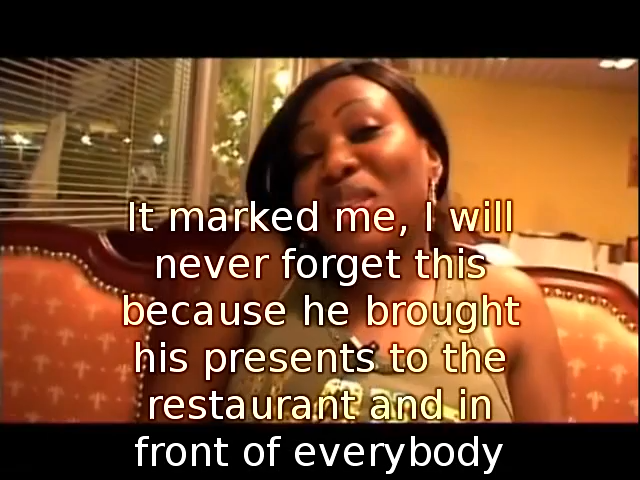 It marked me, I will
never forget this
because he brought
his presents to the
restaurant and in
front of everybody